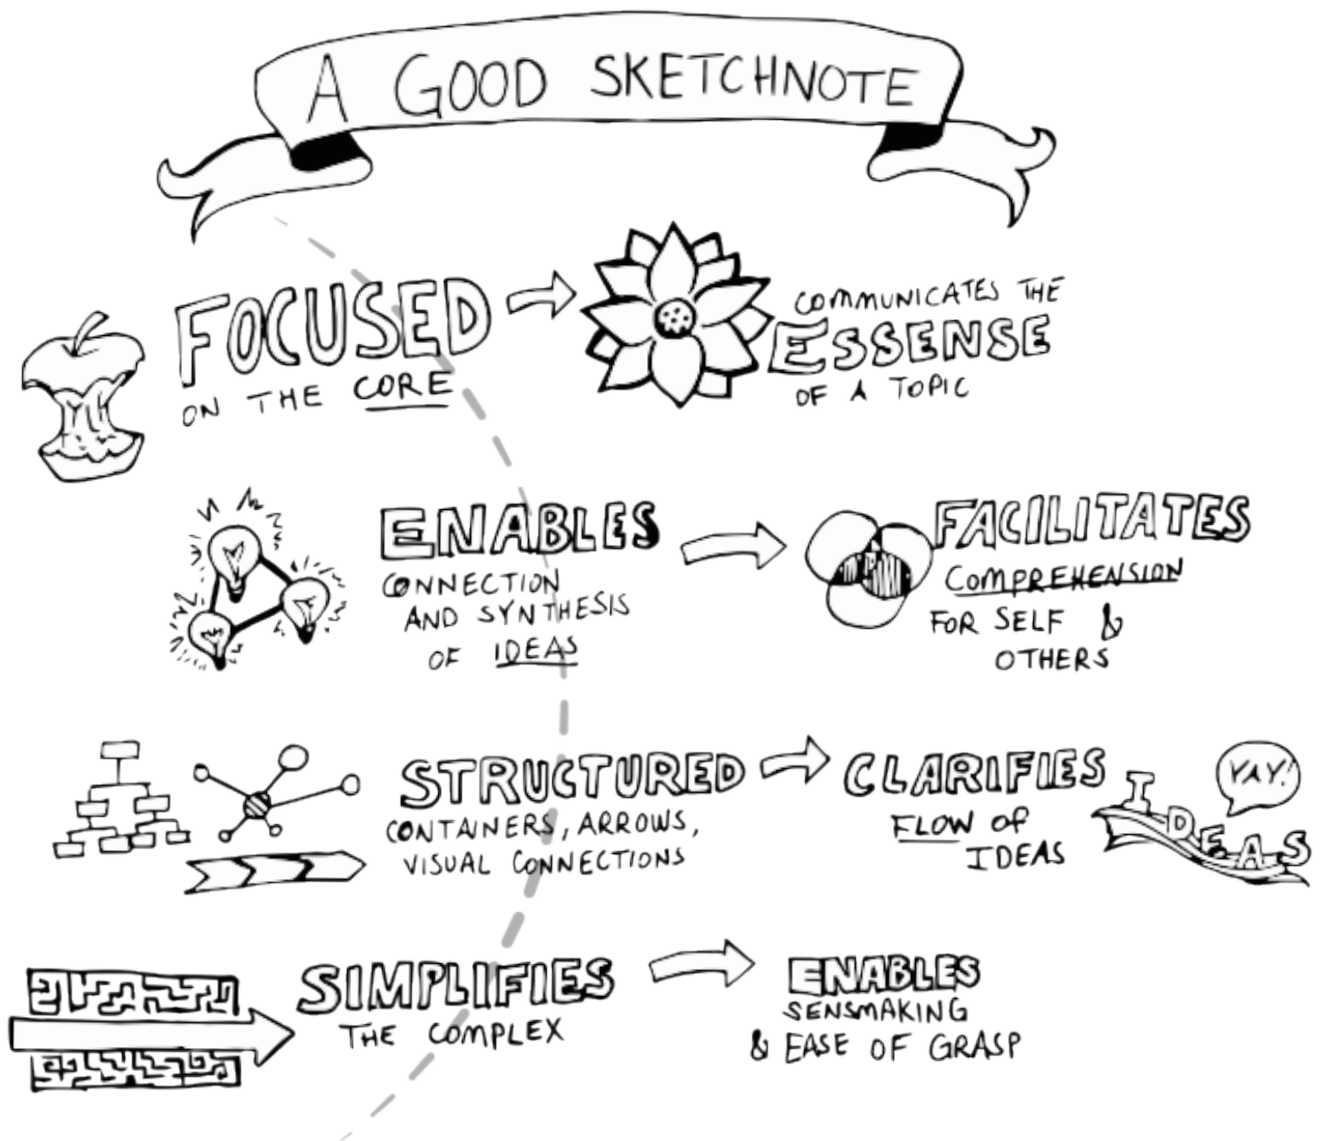 A GOOD SKETCHNOTE
FOCUSED
ON THE CORE
COMMUNICATES THE
ESSENSE
OF A TOPIC
ENABLES
CONNECTION
AND SYNTHESIS
OF IDEAS
FACILITATES
COMPREHENSION
FOR SELF &
OTHERS
STRUCTURED
CONTAINERS, ARROWS,
VISUAL CONNECTIONS
CLARIFIES
FLOW OF
IDEAS
IDEAS
YAY!
SIMPLIFIES
THE COMPLEX
ENABLES
SENSMAKING
& EASE OF GRASP